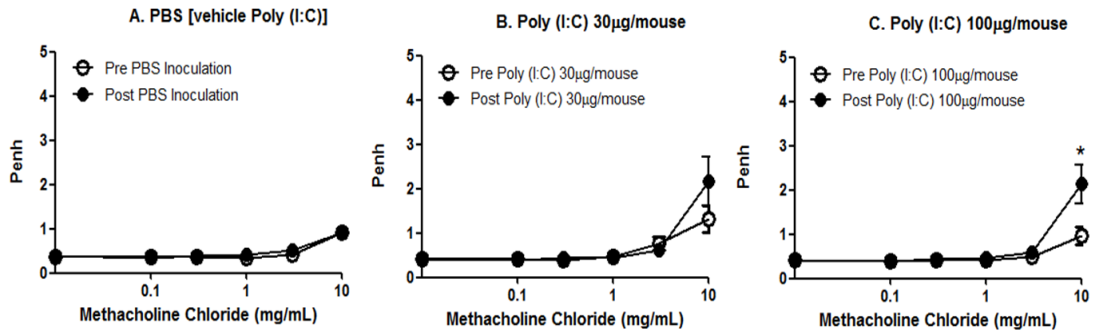 A. PBS [vehicle Poly (I:C)]
5
4
3
2
1
0
Penh
Pre PBS Inoculation
Post PBS Inoculation
0.1
1
10
Methacholine Chloride (mg/mL)
B. Poly (I:C) 30µg/mouse
5
4
3
2
1
0
Penh
Pre Poly (I:C) 30µg/mouse
Post Poly (I:C) 30µg/mouse
0.1
1
10
Methacholine Chloride (mg/mL)
C. Poly (I:C) 100µg/mouse
5
4
3
2
1
0
Penh
Pre Poly (I:C) 100µg/mouse
Post Poly (I:C) 100µg/mouse
*
0.1
1
10
Methacholine Chloride (mg/mL)